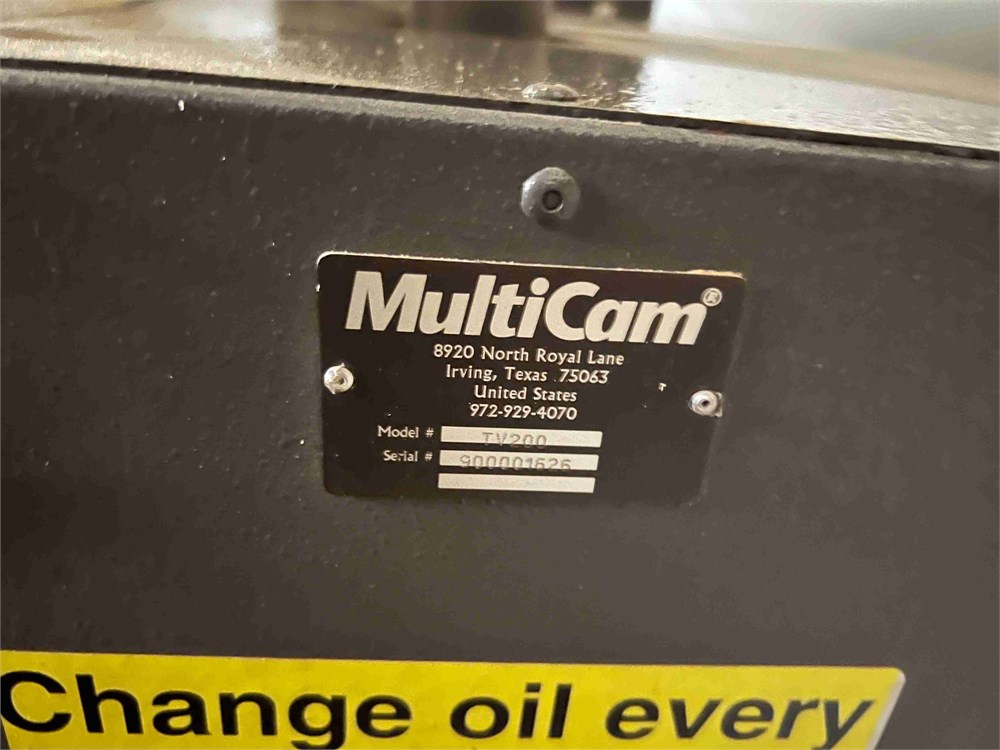 MultiCam®
8920 North Royal Lane
Irving, Texas 75063
United States
972-929-4070
Model # TV200
Serial # 900001626
Change oil every